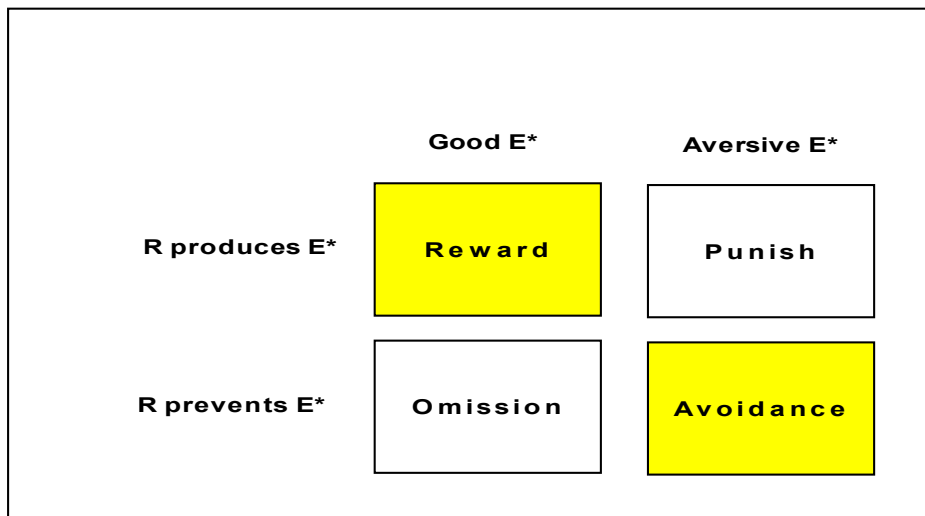 Good E* Aversive E*
R produces E* Reward Punish
R prevents E* Omission Avoidance